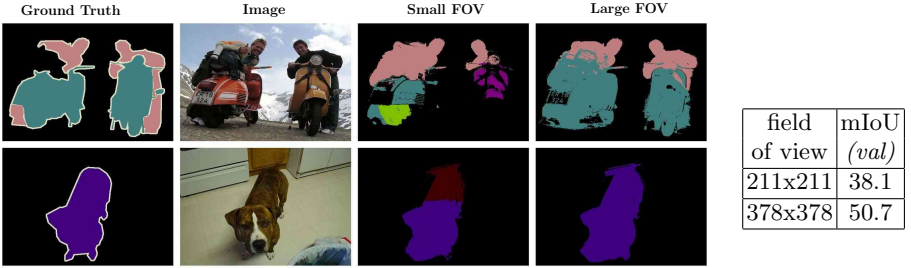 Ground Truth Image Small FOV Large FOV
field mIoU
of view (val)
211x211 38.1
378x378 50.7